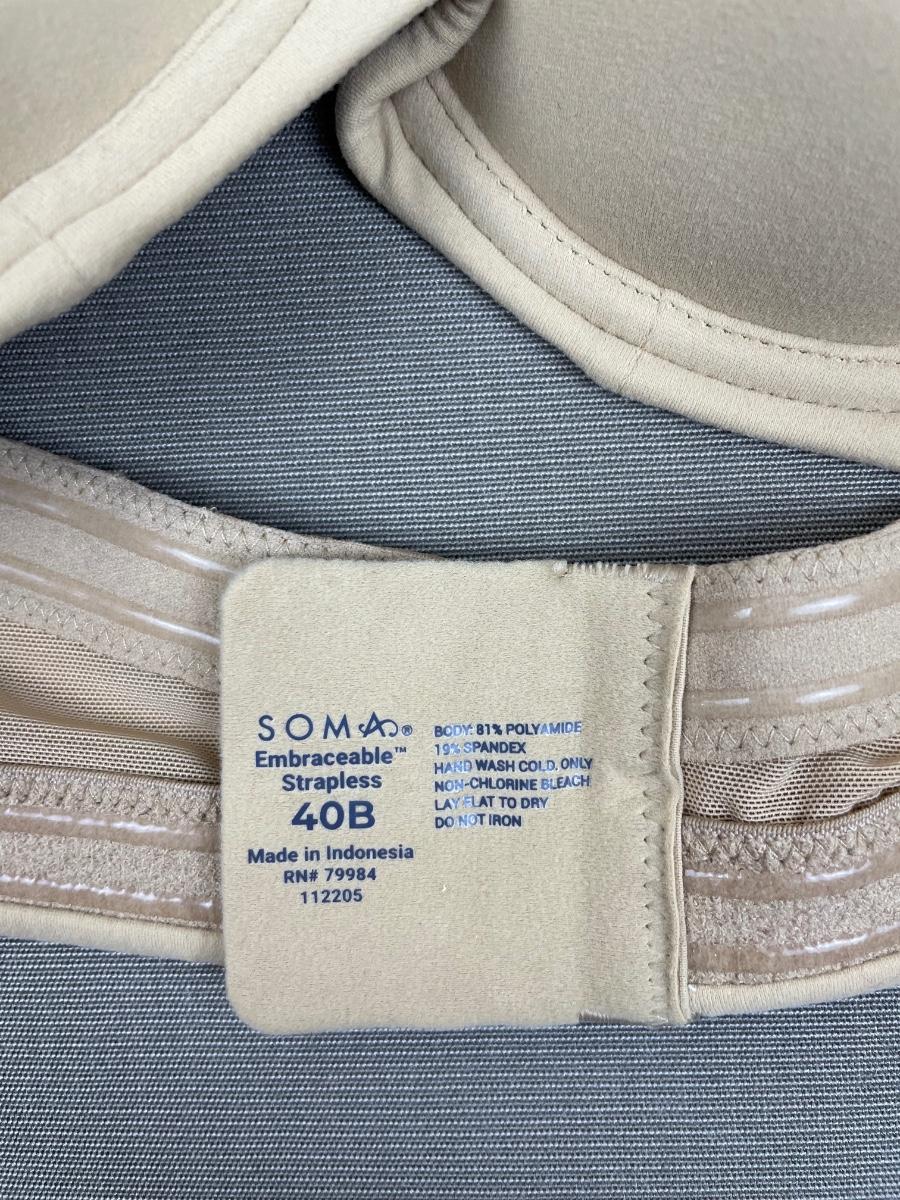 SOMA®
Embraceable™
Strapless
40B
Made in Indonesia
RN# 79984
112205
BODY: 81% POLYAMIDE
19% SPANDEX
HAND WASH COLD. ONLY
NON-CHLORINE BLEACH
LAY FLAT TO DRY
DO NOT IRON